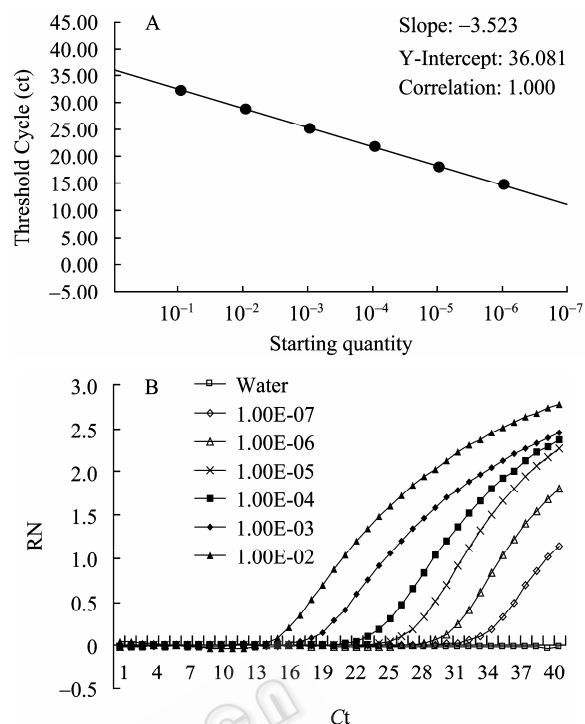 A
Slope: −3.523
Y-Intercept: 36.081
Correlation: 1.000
Threshold Cycle (ct)
45.00
40.00
35.00
30.00
25.00
20.00
15.00
10.00
5.00
0.00
−5.00
10⁻¹ 10⁻² 10⁻³ 10⁻⁴ 10⁻⁵ 10⁻⁶ 10⁻⁷
Starting quantity
B
RN
3.0
2.5
2.0
1.5
1.0
0.5
0
−0.5
Water
1.00E-07
1.00E-06
1.00E-05
1.00E-04
1.00E-03
1.00E-02
1 4 7 10 13 16 19 22 25 28 31 34 37 40
Ct